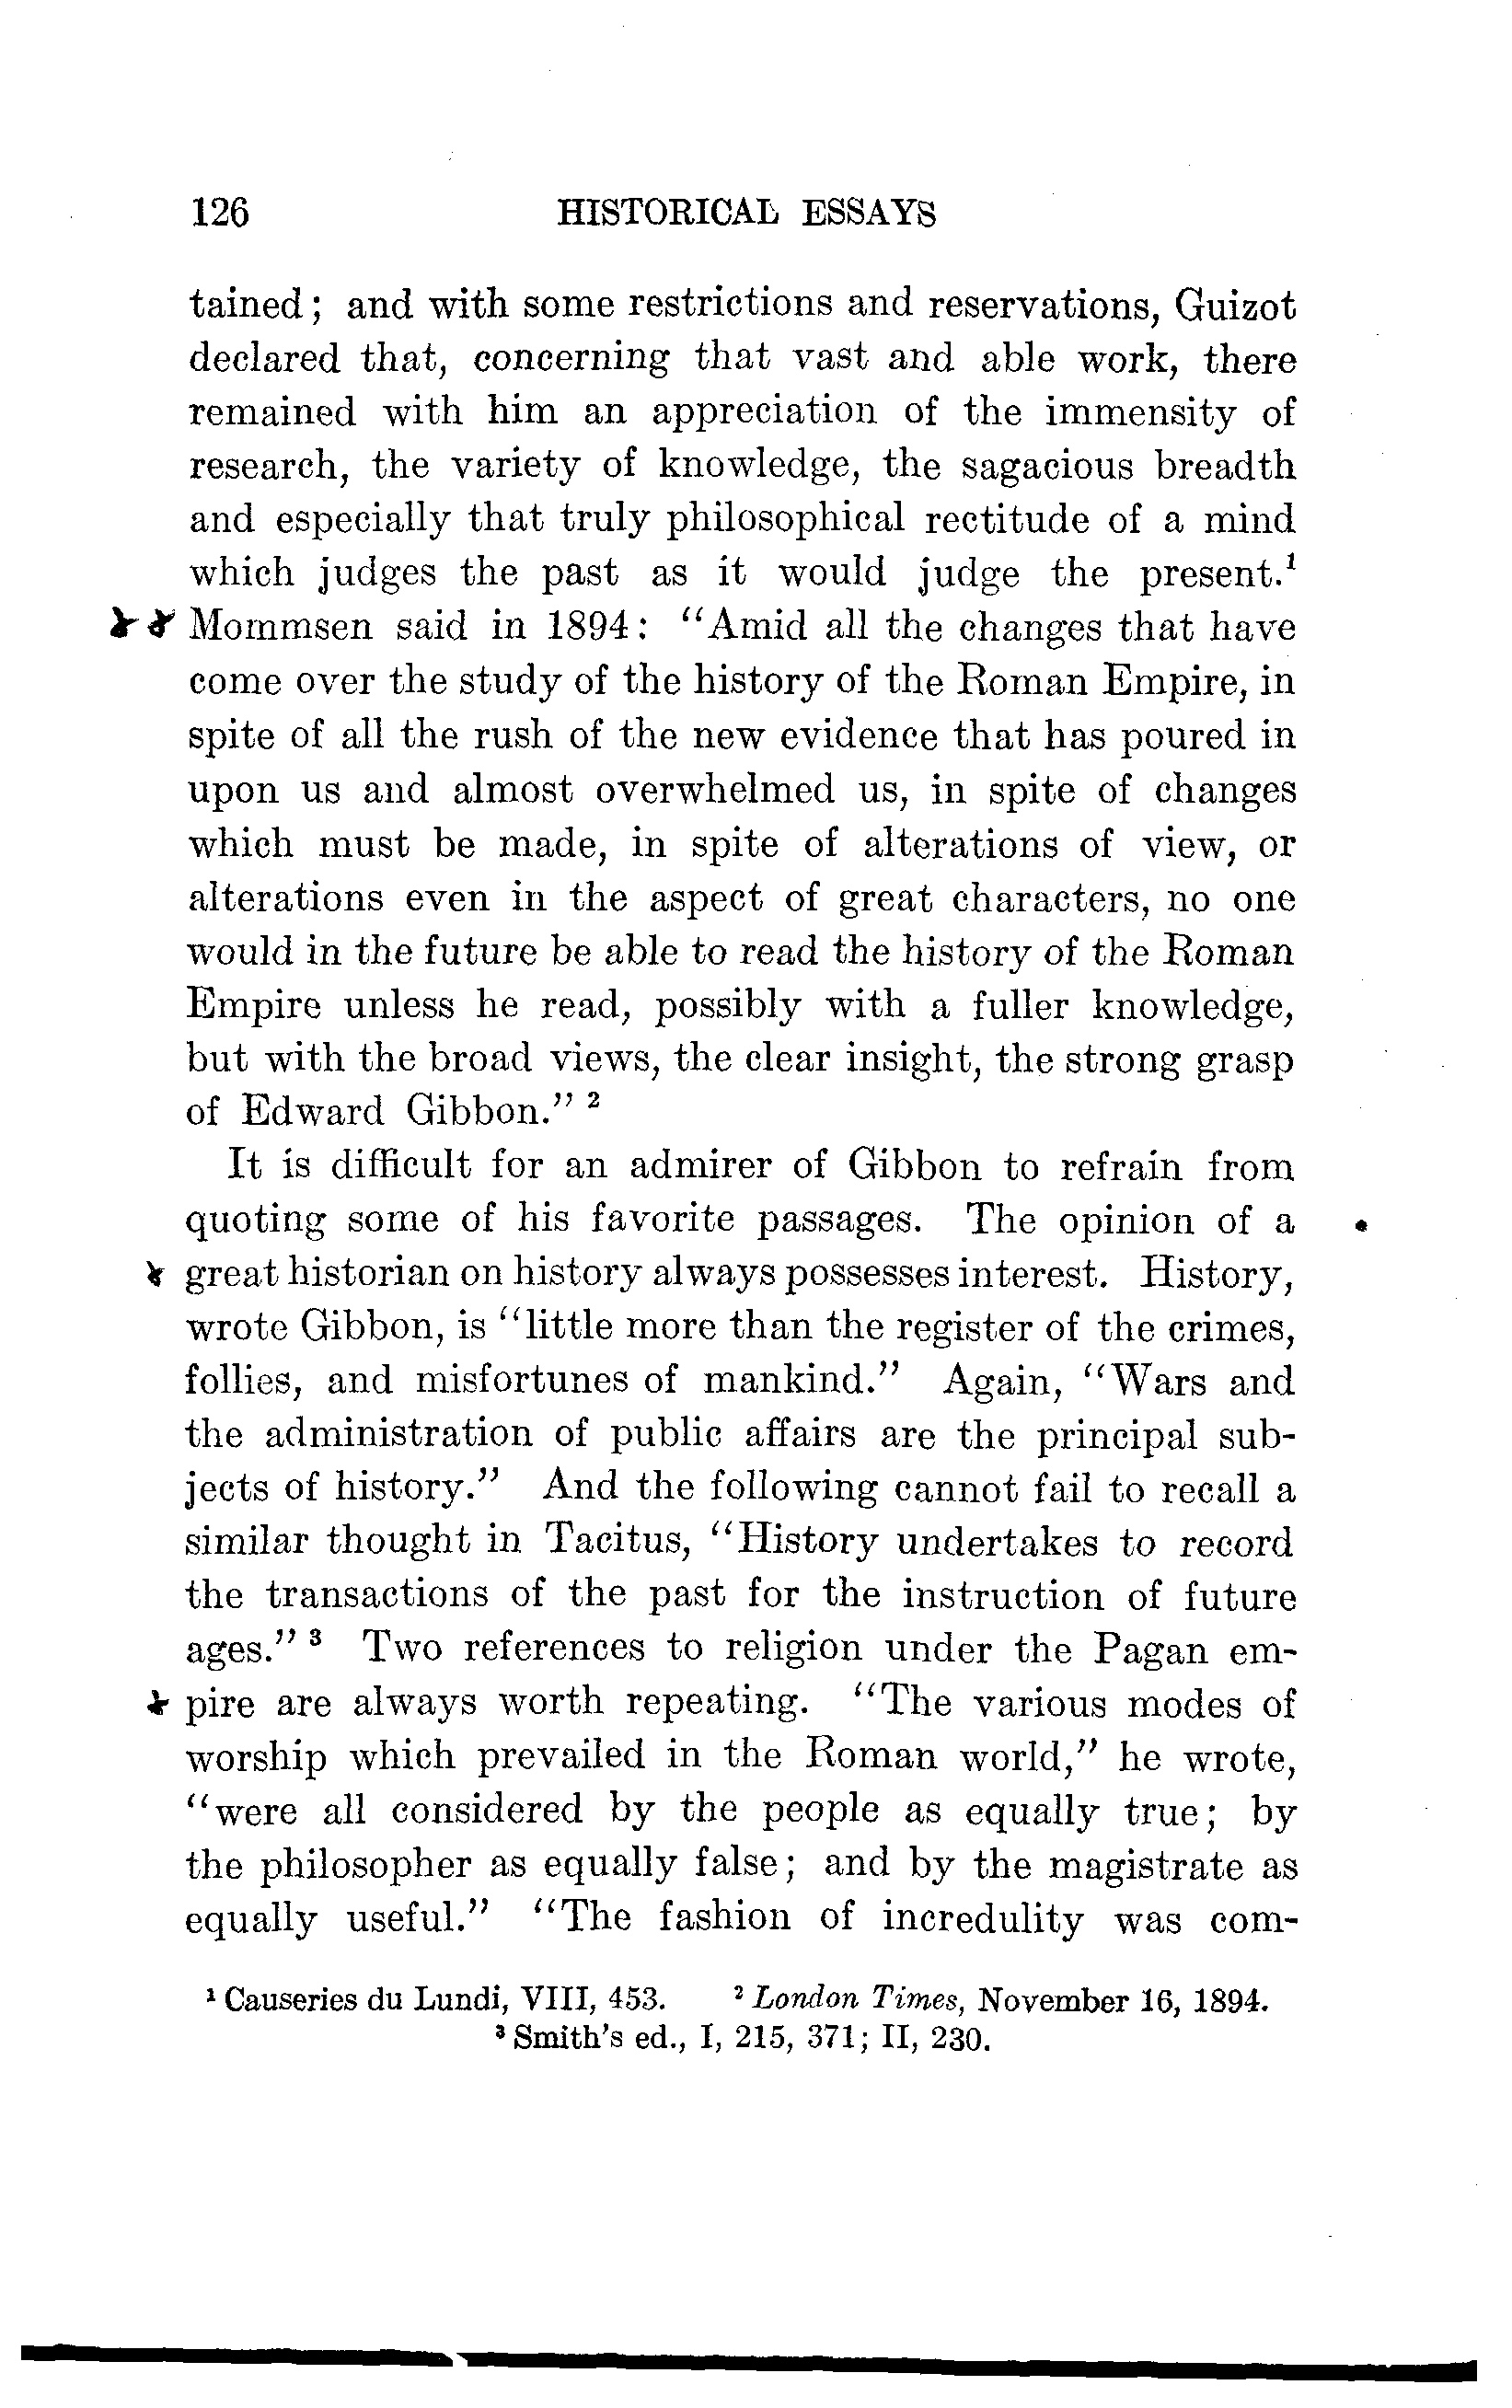 126 HISTORICAL ESSAYS
tained; and with some restrictions and reservations, Guizot
declared that, concerning that vast and able work, there
remained with him an appreciation of the immensity of
research, the variety of knowledge, the sagacious breadth
and especially that truly philosophical rectitude of a mind
which judges the past as it would judge the present.¹
Mommsen said in 1894: "Amid all the changes that have
come over the study of the history of the Roman Empire, in
spite of all the rush of the new evidence that has poured in
upon us and almost overwhelmed us, in spite of changes
which must be made, in spite of alterations of view, or
alterations even in the aspect of great characters, no one
would in the future be able to read the history of the Roman
Empire unless he read, possibly with a fuller knowledge,
but with the broad views, the clear insight, the strong grasp
of Edward Gibbon." ²
It is difficult for an admirer of Gibbon to refrain from
quoting some of his favorite passages. The opinion of a
great historian on history always possesses interest. History,
wrote Gibbon, is "little more than the register of the crimes,
follies, and misfortunes of mankind." Again, "Wars and
the administration of public affairs are the principal sub-
jects of history." And the following cannot fail to recall a
similar thought in Tacitus, "History undertakes to record
the transactions of the past for the instruction of future
ages." ³ Two references to religion under the Pagan em-
pire are always worth repeating. "The various modes of
worship which prevailed in the Roman world," he wrote,
"were all considered by the people as equally true; by
the philosopher as equally false; and by the magistrate as
equally useful." "The fashion of incredulity was com-
¹ Causeries du Lundi, VIII, 453. ² London Times, November 16, 1894.
³ Smith's ed., I, 215, 371; II, 230.